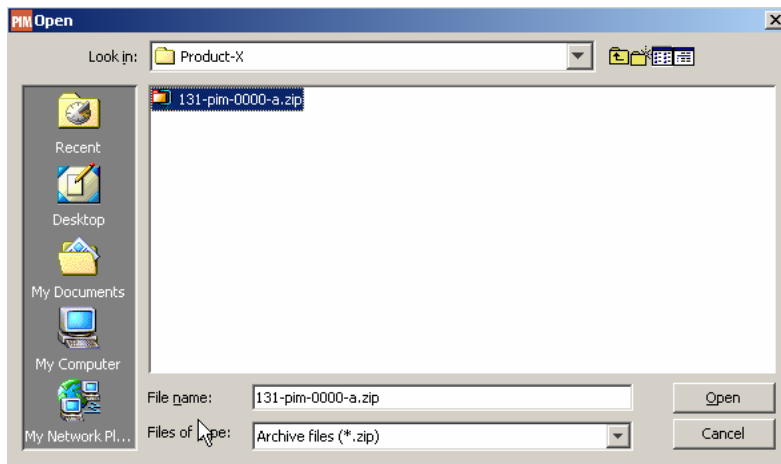 PIM Open
Look in: Product-X
131-pim-0000-a.zip
Recent
Desktop
My Documents
My Computer
My Network Pl...
File name: 131-pim-0000-a.zip Open
Files of type: Archive files (*.zip) Cancel